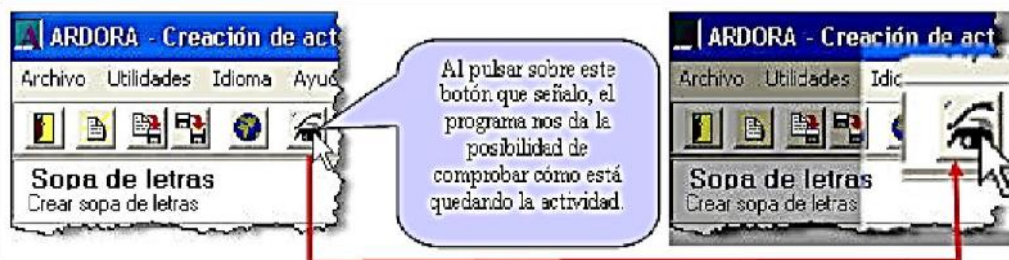 ARDORA - Creación de act
Archivo Utilidades Idioma Ayud
Sopa de letras
Crear sopa de letras
Al pulsar sobre este
botón que señalo, el
programa nos da la
posibilidad de
comprobar cómo está
quedando la actividad.
ARDORA - Creación de act
Archivo Utilidades Idio
Sopa de letras
Crear sopa de letras